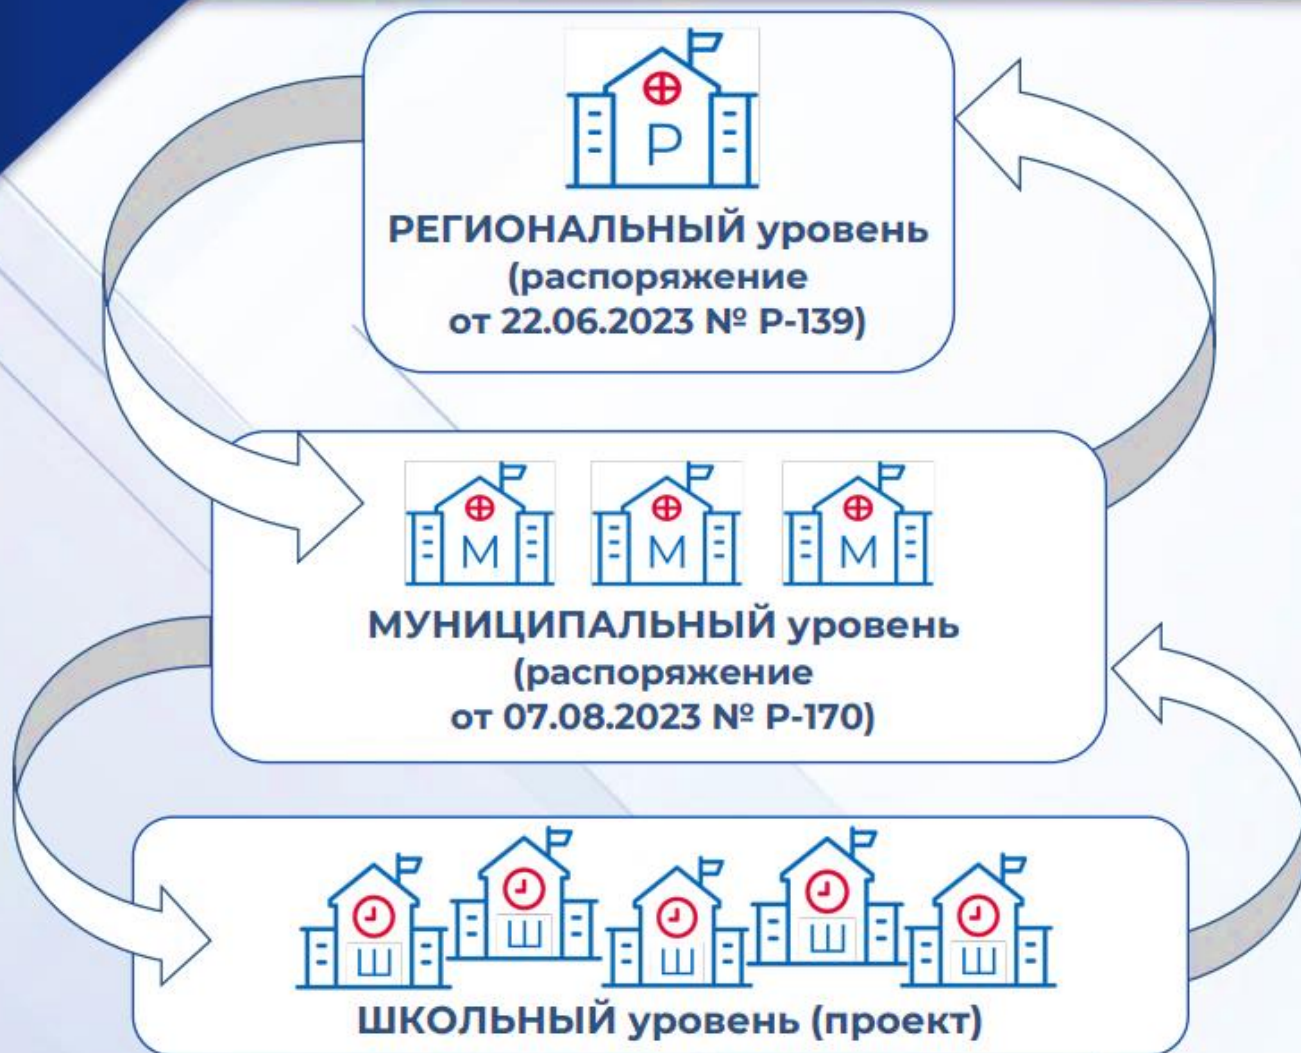 Р
РЕГИОНАЛЬНЫЙ уровень
(распоряжение
от 22.06.2023 № Р-139)
М М М
МУНИЦИПАЛЬНЫЙ уровень
(распоряжение
от 07.08.2023 № Р-170)
Ш Ш Ш Ш Ш
ШКОЛЬНЫЙ уровень (проект)